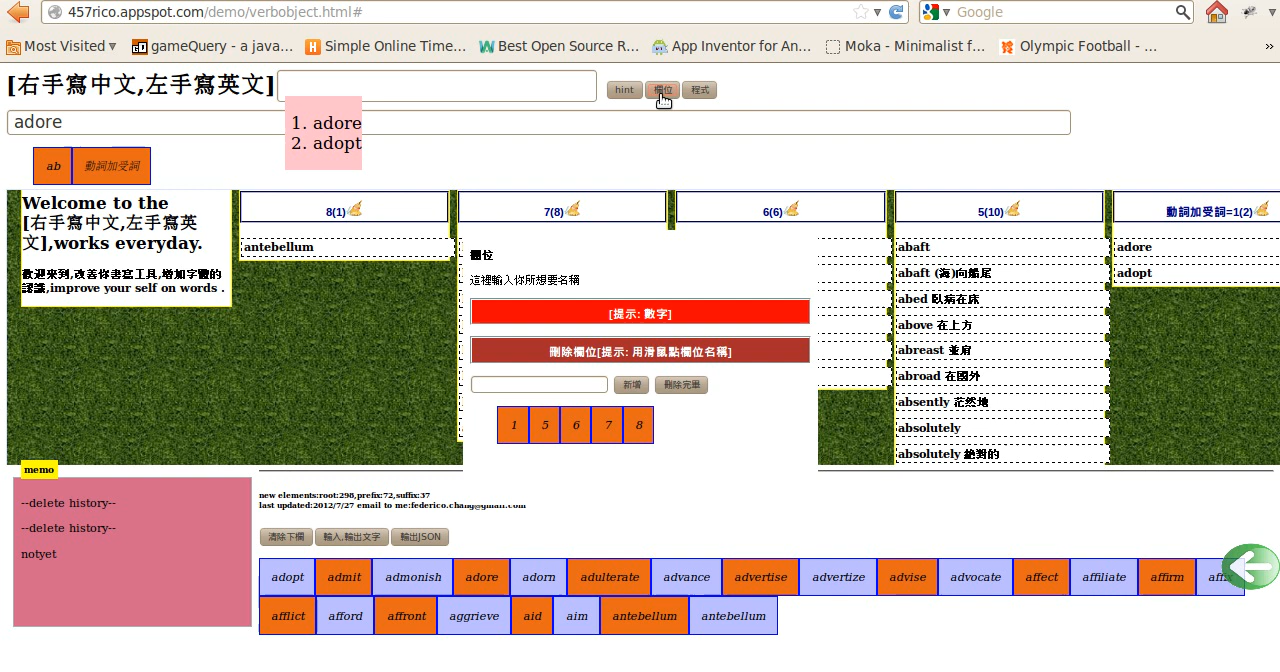 457rico.appspot.com/demo/verbobject.html#
Google
Most Visited
gameQuery - a java...
Simple Online Time...
Best Open Source R...
App Inventor for An...
Moka - Minimalist f...
Olympic Football - ...
»
[右手寫中文,左手寫英文]
hint 欄位 程式
adore
1. adore
2. adopt
ab 動詞加受詞
Welcome to the
[右手寫中文,左手寫英
文],works everyday.
歡迎來到,改善你書寫工具,增加字體的
認識,improve your self on words .
8(1)
antebellum
7(8)
6(6)
5(10)
abaft
abaft (海)向船尾
abed 臥病在床
above 在上方
abreast 並肩
abroad 在國外
absently 茫然地
absolutely
absolutely 絕對的
動詞加受詞=1(2)
adore
adopt
欄位
這裡輸入你所想要名稱
[提示: 數字]
刪除欄位[提示: 用滑鼠點欄位名稱]
新增 刪除完畢
1 5 6 7 8
memo
--delete history--
--delete history--
notyet
new elements:root:298,prefix:72,suffix:37
last updated:2012/7/27 email to me:federico.chang@gmail.com
清除下欄 輸入,輸出文字 輸出JSON
adopt admit admonish adore adorn adulterate advance advertise advertize advise advocate affect affiliate affirm
afflict afford affront aggrieve aid aim antebellum antebellum